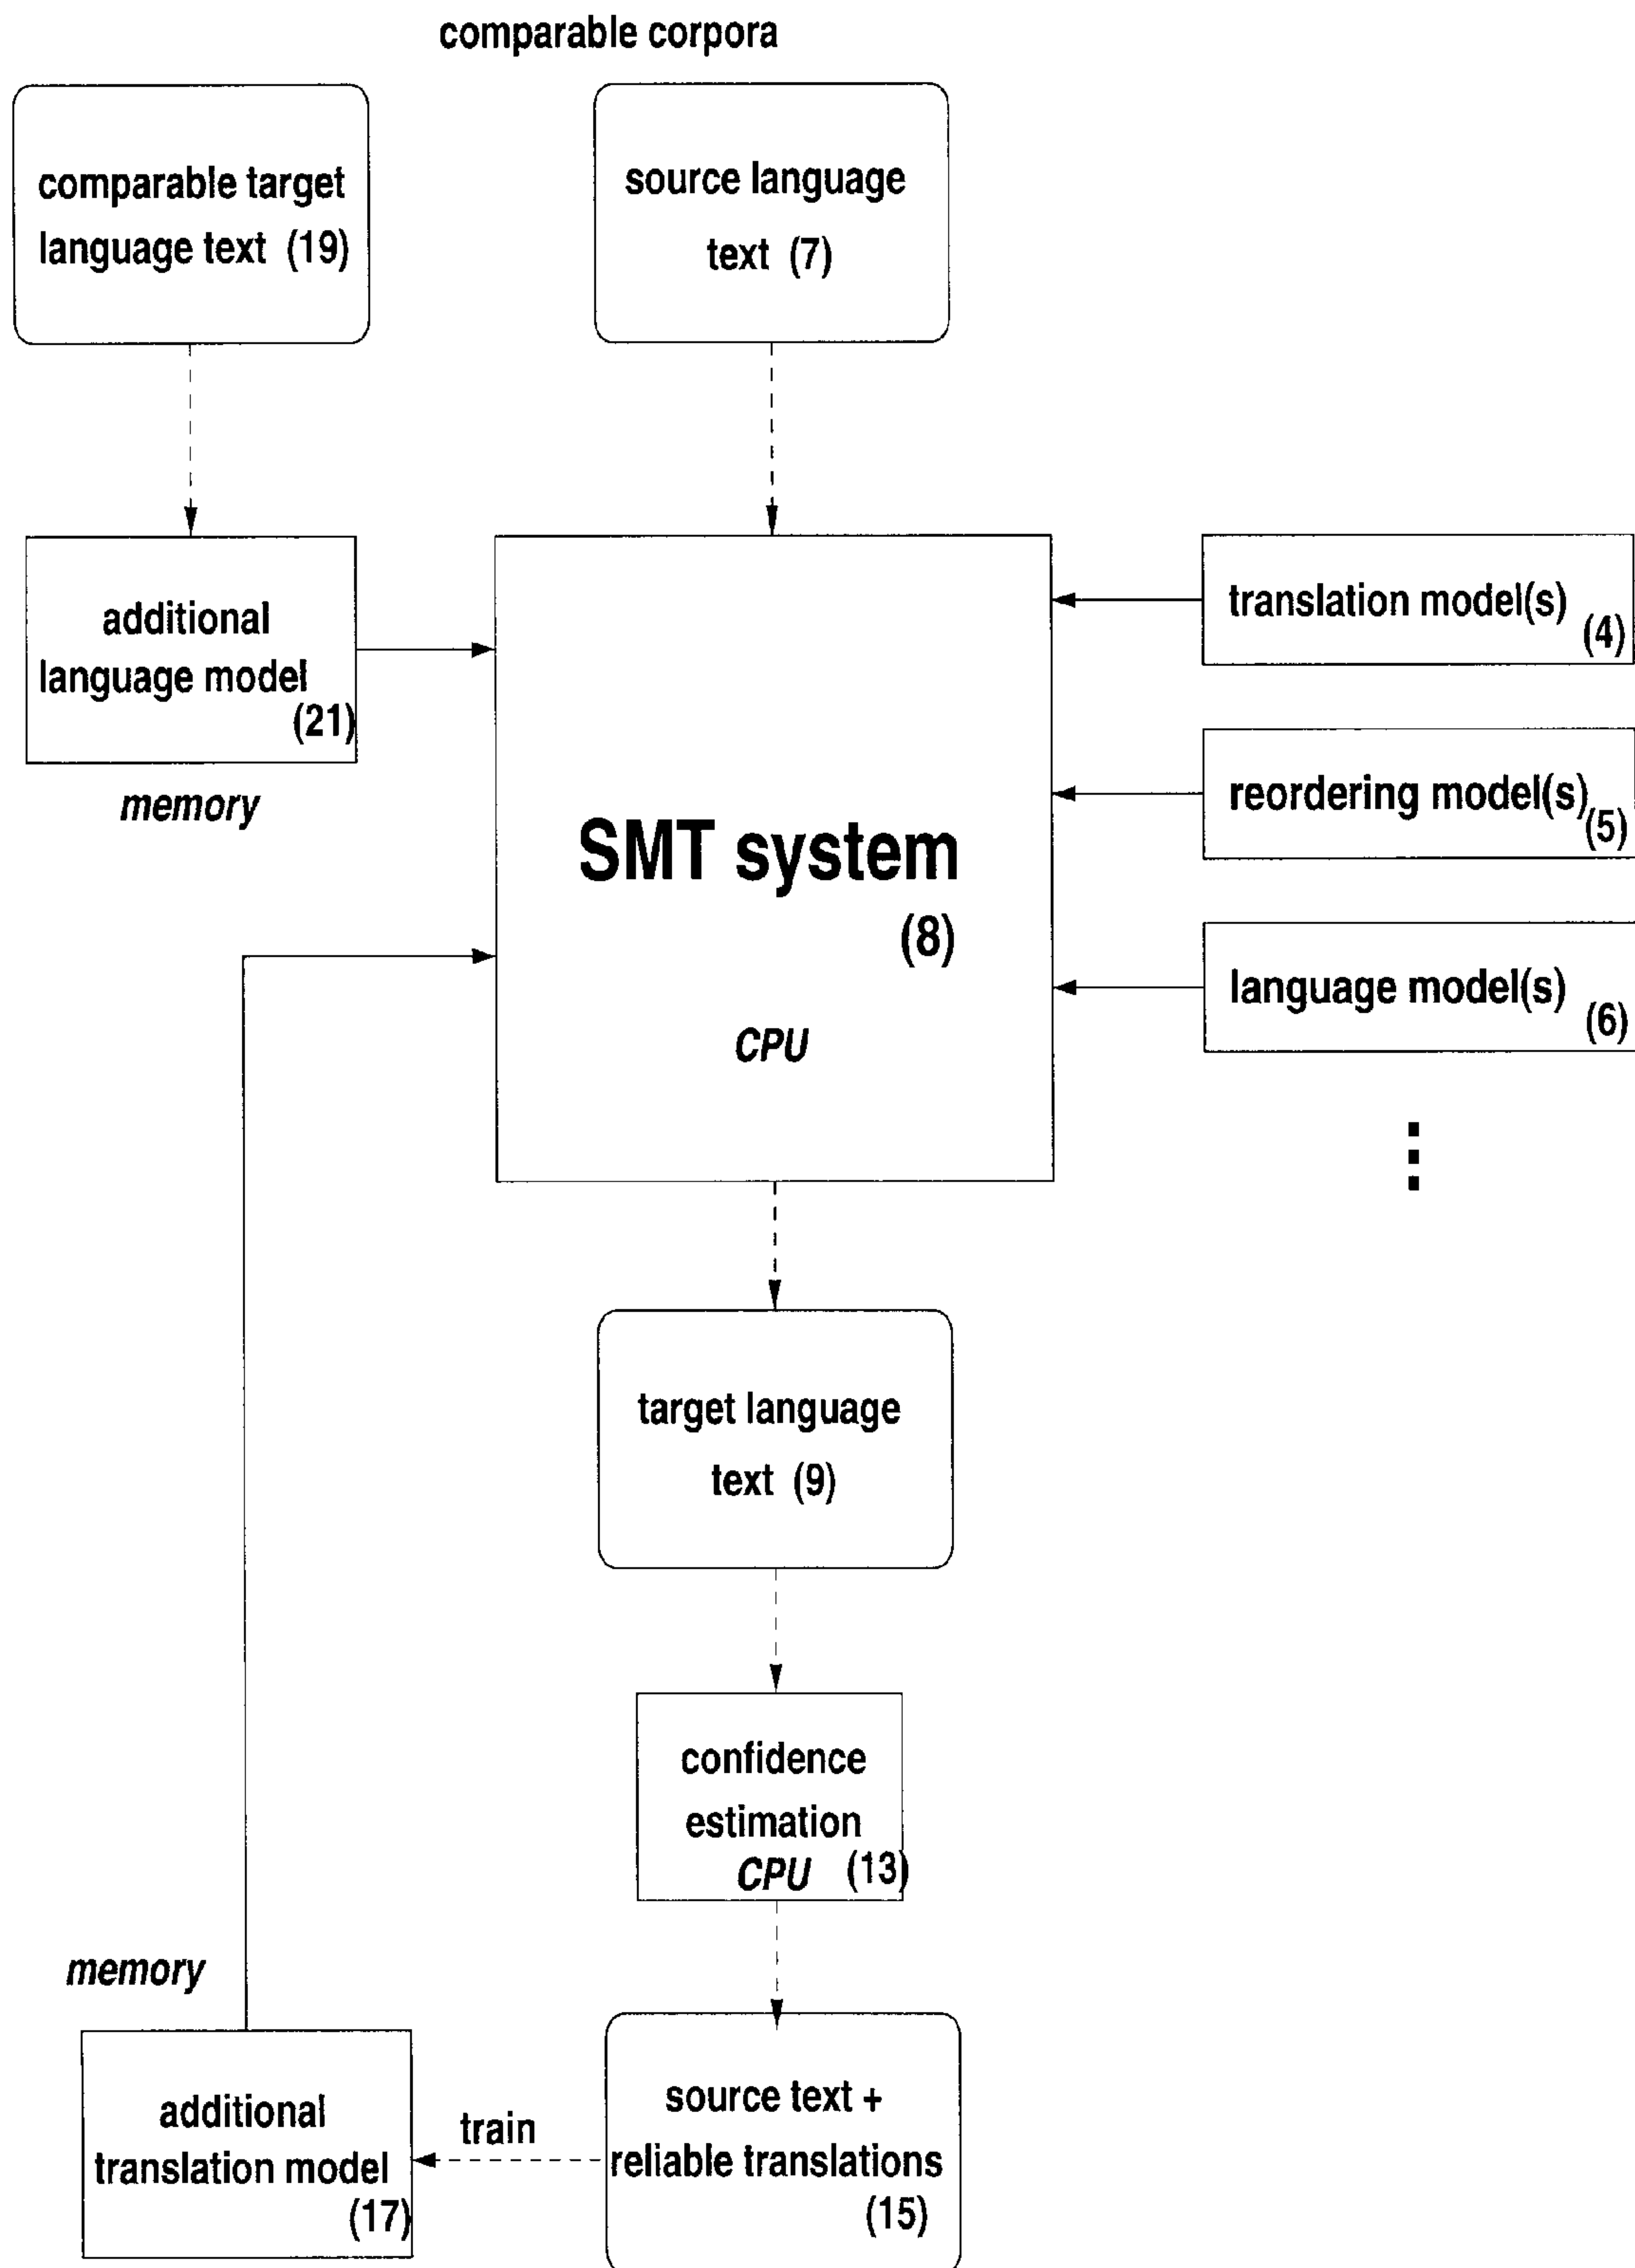 comparable corpora
comparable target
language text (19)
source language
text (7)
additional
language model
(21)
memory
SMT system
(8)
CPU
translation model(s)
(4)
reordering model(s)
(5)
language model(s)
(6)
target language
text (9)
confidence
estimation
CPU (13)
memory
additional
translation model
(17)
train
source text +
reliable translations
(15)